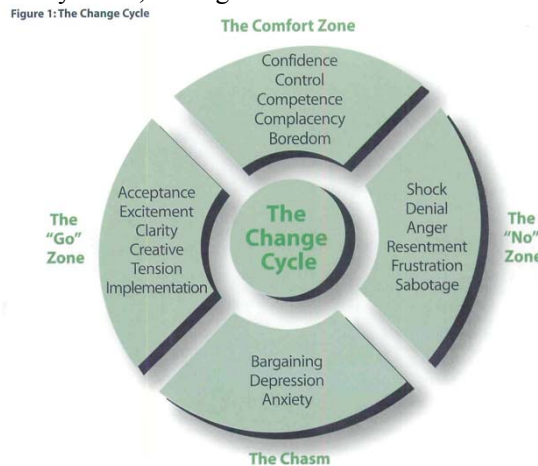 Figure 1: The Change Cycle
The Comfort Zone
Confidence
Control
Competence
Complacency
Boredom
The
"No"
Zone
Shock
Denial
Anger
Resentment
Frustration
Sabotage
The Chasm
Bargaining
Depression
Anxiety
The
"Go"
Zone
Acceptance
Excitement
Clarity
Creative
Tension
Implementation
The
Change
Cycle